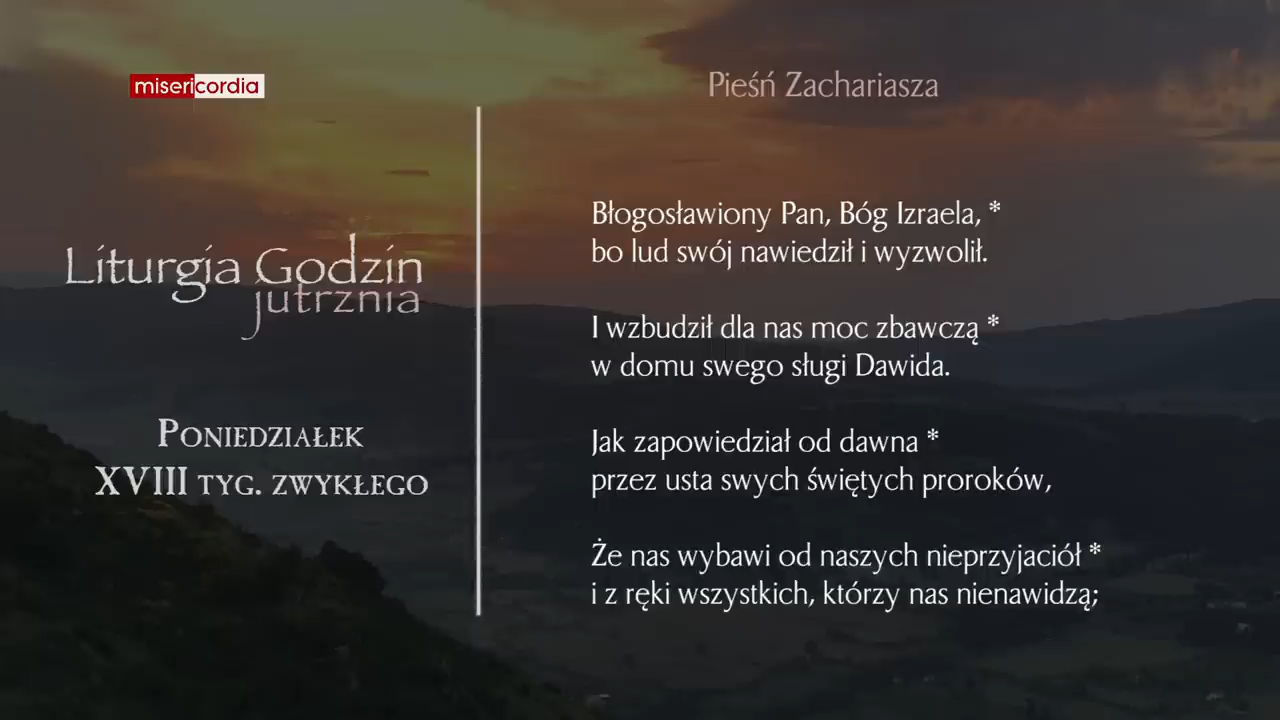 misericordia
Liturgia Godzin
jutrznia
Poniedziałek
XVIII tyg. zwykłego
Pieśń Zachariasza
Błogosławiony Pan, Bóg Izraela, *
bo lud swój nawiedził i wyzwolił.
I wzbudził dla nas moc zbawczą *
w domu swego sługi Dawida.
Jak zapowiedział od dawna *
przez usta swych świętych proroków,
Że nas wybawi od naszych nieprzyjaciół *
i z ręki wszystkich, którzy nas nienawidzą;